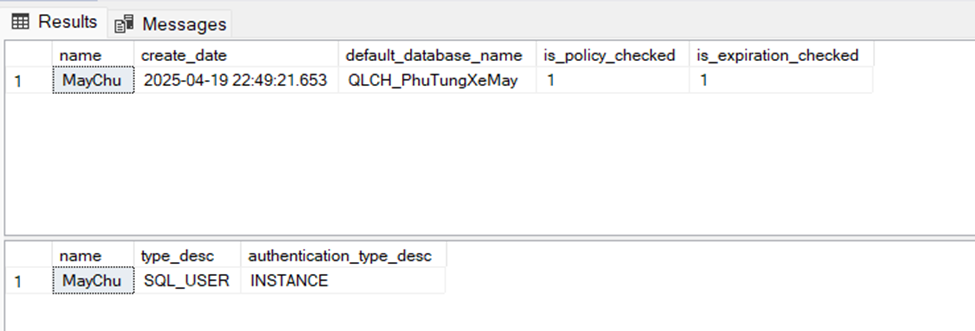 Results Messages
name create_date default_database_name is_policy_checked is_expiration_checked
1 MayChu 2025-04-19 22:49:21.653 QLCH_PhuTungXeMay 1 1
name type_desc authentication_type_desc
1 MayChu SQL_USER INSTANCE